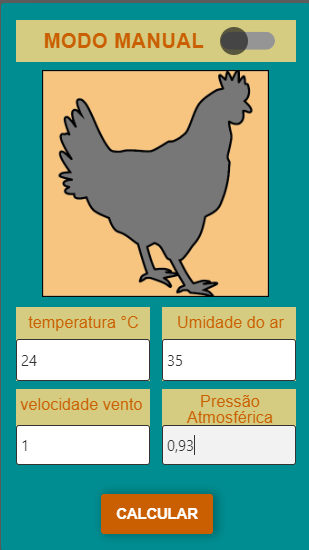 MODO MANUAL
temperatura °C
Umidade do ar
24
35
velocidade vento
Pressão
Atmosférica
1
0,93
CALCULAR